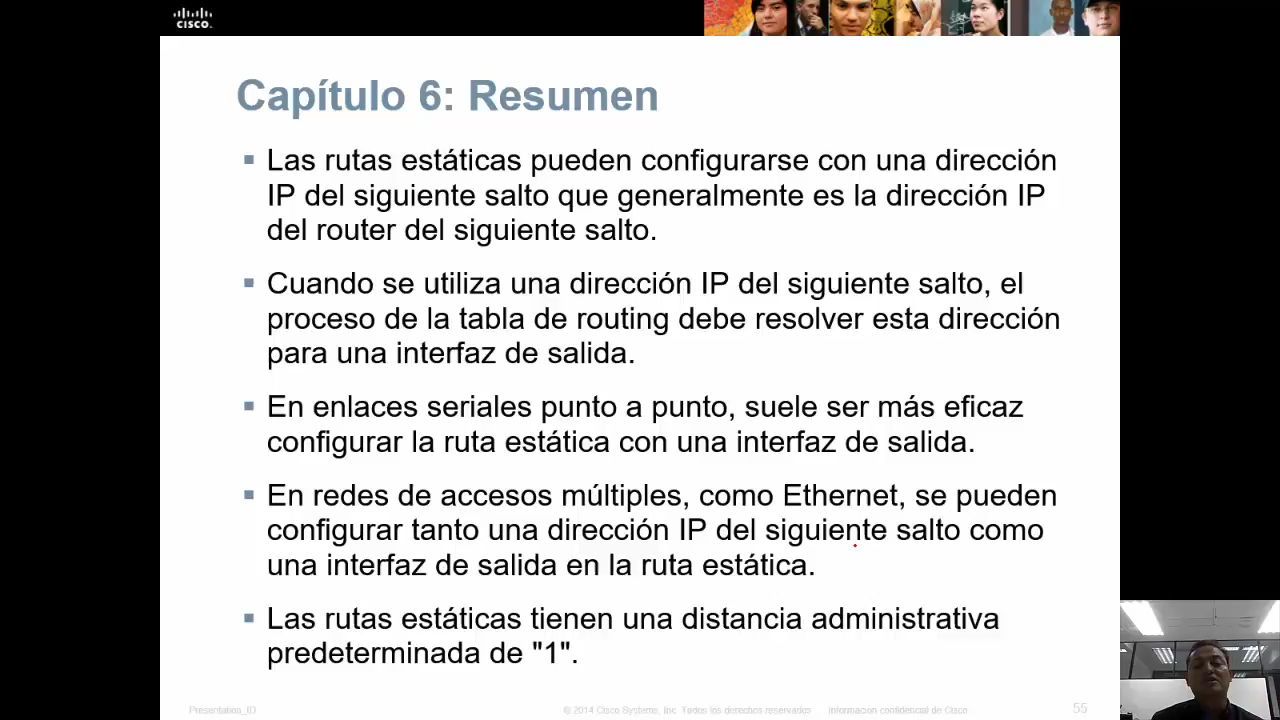 CISCO.
Capítulo 6: Resumen
Las rutas estáticas pueden configurarse con una dirección
IP del siguiente salto que generalmente es la dirección IP
del router del siguiente salto.
Cuando se utiliza una dirección IP del siguiente salto, el
proceso de la tabla de routing debe resolver esta dirección
para una interfaz de salida.
En enlaces seriales punto a punto, suele ser más eficaz
configurar la ruta estática con una interfaz de salida.
En redes de accesos múltiples, como Ethernet, se pueden
configurar tanto una dirección IP del siguiente salto como
una interfaz de salida en la ruta estática.
Las rutas estáticas tienen una distancia administrativa
predeterminada de "1".
Presentation_ID © 2014 Cisco Systems, Inc. Todos los derechos reservados. Información confidencial de Cisco 55